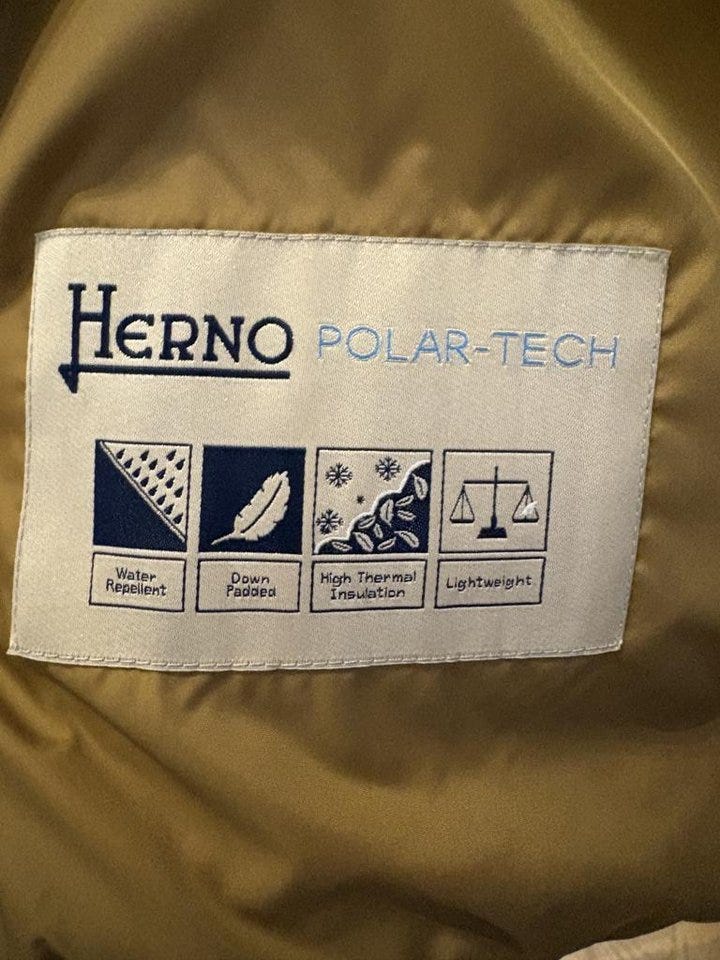 HERNO POLAR-TECH
Water
Repellent
Down
Padded
High Thermal
Insulation
Lightweight